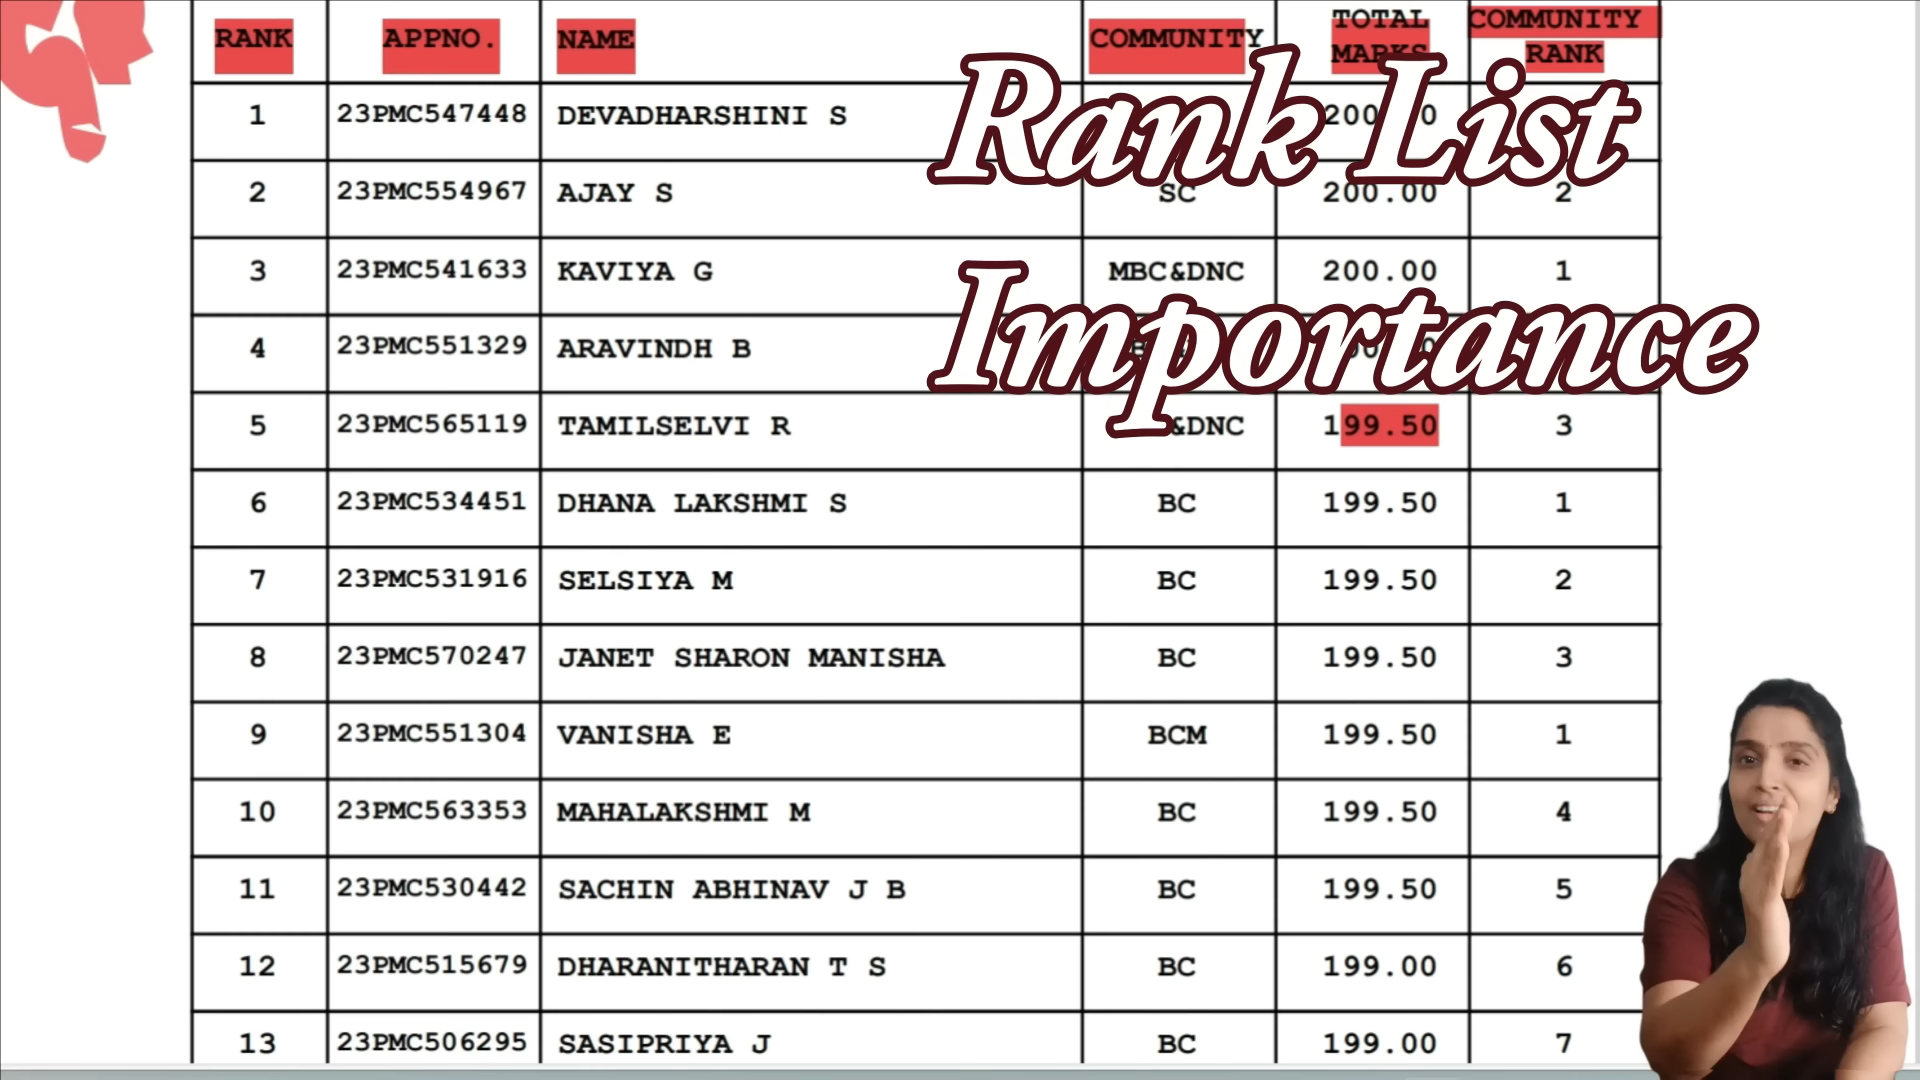 RANK APPNO. NAME COMMUNITY TOTAL MARKS COMMUNITY RANK
Rank List
Importance
1 23PMC547448 DEVADHARSHINI S
2 23PMC554967 AJAY S SC 200.00 2
3 23PMC541633 KAVIYA G MBC&DNC 200.00 1
4 23PMC551329 ARAVINDH B
5 23PMC565119 TAMILSELVI R &DNC 199.50 3
6 23PMC534451 DHANA LAKSHMI S BC 199.50 1
7 23PMC531916 SELSIYA M BC 199.50 2
8 23PMC570247 JANET SHARON MANISHA BC 199.50 3
9 23PMC551304 VANISHA E BCM 199.50 1
10 23PMC563353 MAHALAKSHMI M BC 199.50 4
11 23PMC530442 SACHIN ABHINAV J B BC 199.50 5
12 23PMC515679 DHARANITHARAN T S BC 199.00 6
13 23PMC506295 SASIPRIYA J BC 199.00 7